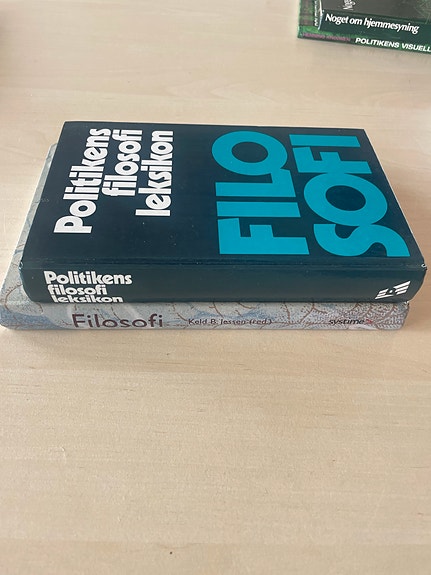 Noget om hjemmesyning
POLITIKENS VISUELL
Politikens
filosofi
leksikon
FILO
SOFI
Politikens
filosofi
leksikon
Filosofi
Keld B. Jessen (red.)
systime